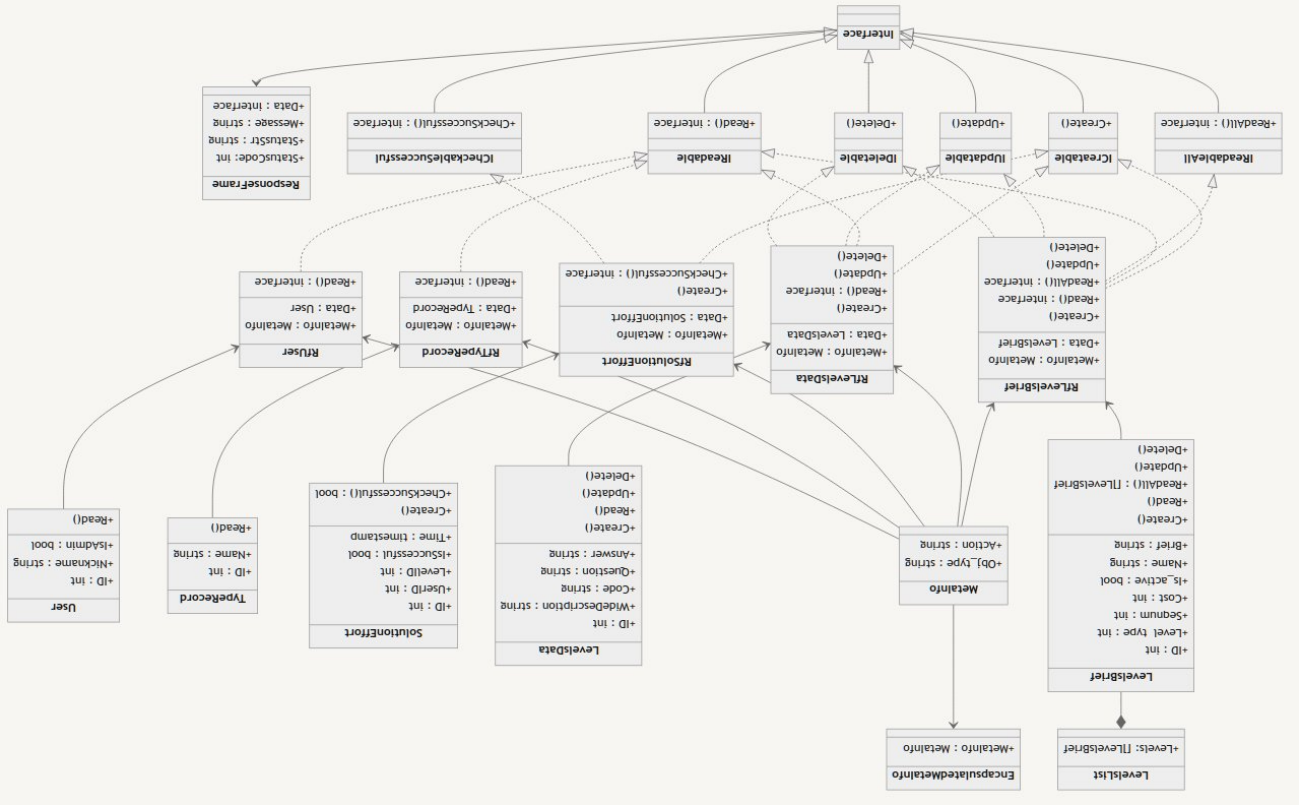 LevelsList
+Levels: []LevelsBrief
EncapsulatedMetaInfo
+MetaInfo : MetaInfo
LevelsBrief
+ID : int
+Level_type : int
+Seqnum : int
+Cost : int
+Is_active : bool
+Name : string
+Brief : string
+Create()
+Read()
+ReadAll() : []LevelsBrief
+Update()
+Delete()
MetaInfo
+Obj_type : string
+Action : string
LevelsData
+ID : int
+WideDescription : string
+Code : string
+Question : string
+Answer : string
+Create()
+Read()
+Update()
+Delete()
SolutionEffort
+ID : int
+UserID : int
+LevelID : int
+IsSuccessful : bool
+Time : timestamp
+Create()
+CheckSuccessful() : bool
TypeRecord
+ID : int
+Name : string
+Read()
User
+ID : int
+Nickname : string
+IsAdmin : bool
+Read()
RfLevelsBrief
+MetaInfo : MetaInfo
+Data : LevelsBrief
+Create()
+Read() : interface
+ReadAll() : interface
+Update()
+Delete()
RfLevelsData
+MetaInfo : MetaInfo
+Data : LevelsData
+Create()
+Read() : interface
+Update()
+Delete()
RfSolutionEffort
+MetaInfo : MetaInfo
+Data : SolutionEffort
+Create()
+CheckSuccessful() : interface
RfTypeRecord
+MetaInfo : MetaInfo
+Data : TypeRecord
+Read() : interface
RfUser
+MetaInfo : MetaInfo
+Data : User
+Read() : interface
IReadableAll
+ReadAll() : interface
ICreatable
+Create()
IUpdatable
+Update()
IDeletable
+Delete()
IReadable
+Read() : interface
ICheckableSuccessful
+CheckSuccessful() : interface
ResponseFrame
+StatusCode: int
+StatusStr : string
+Message : string
+Data : interface
Interface